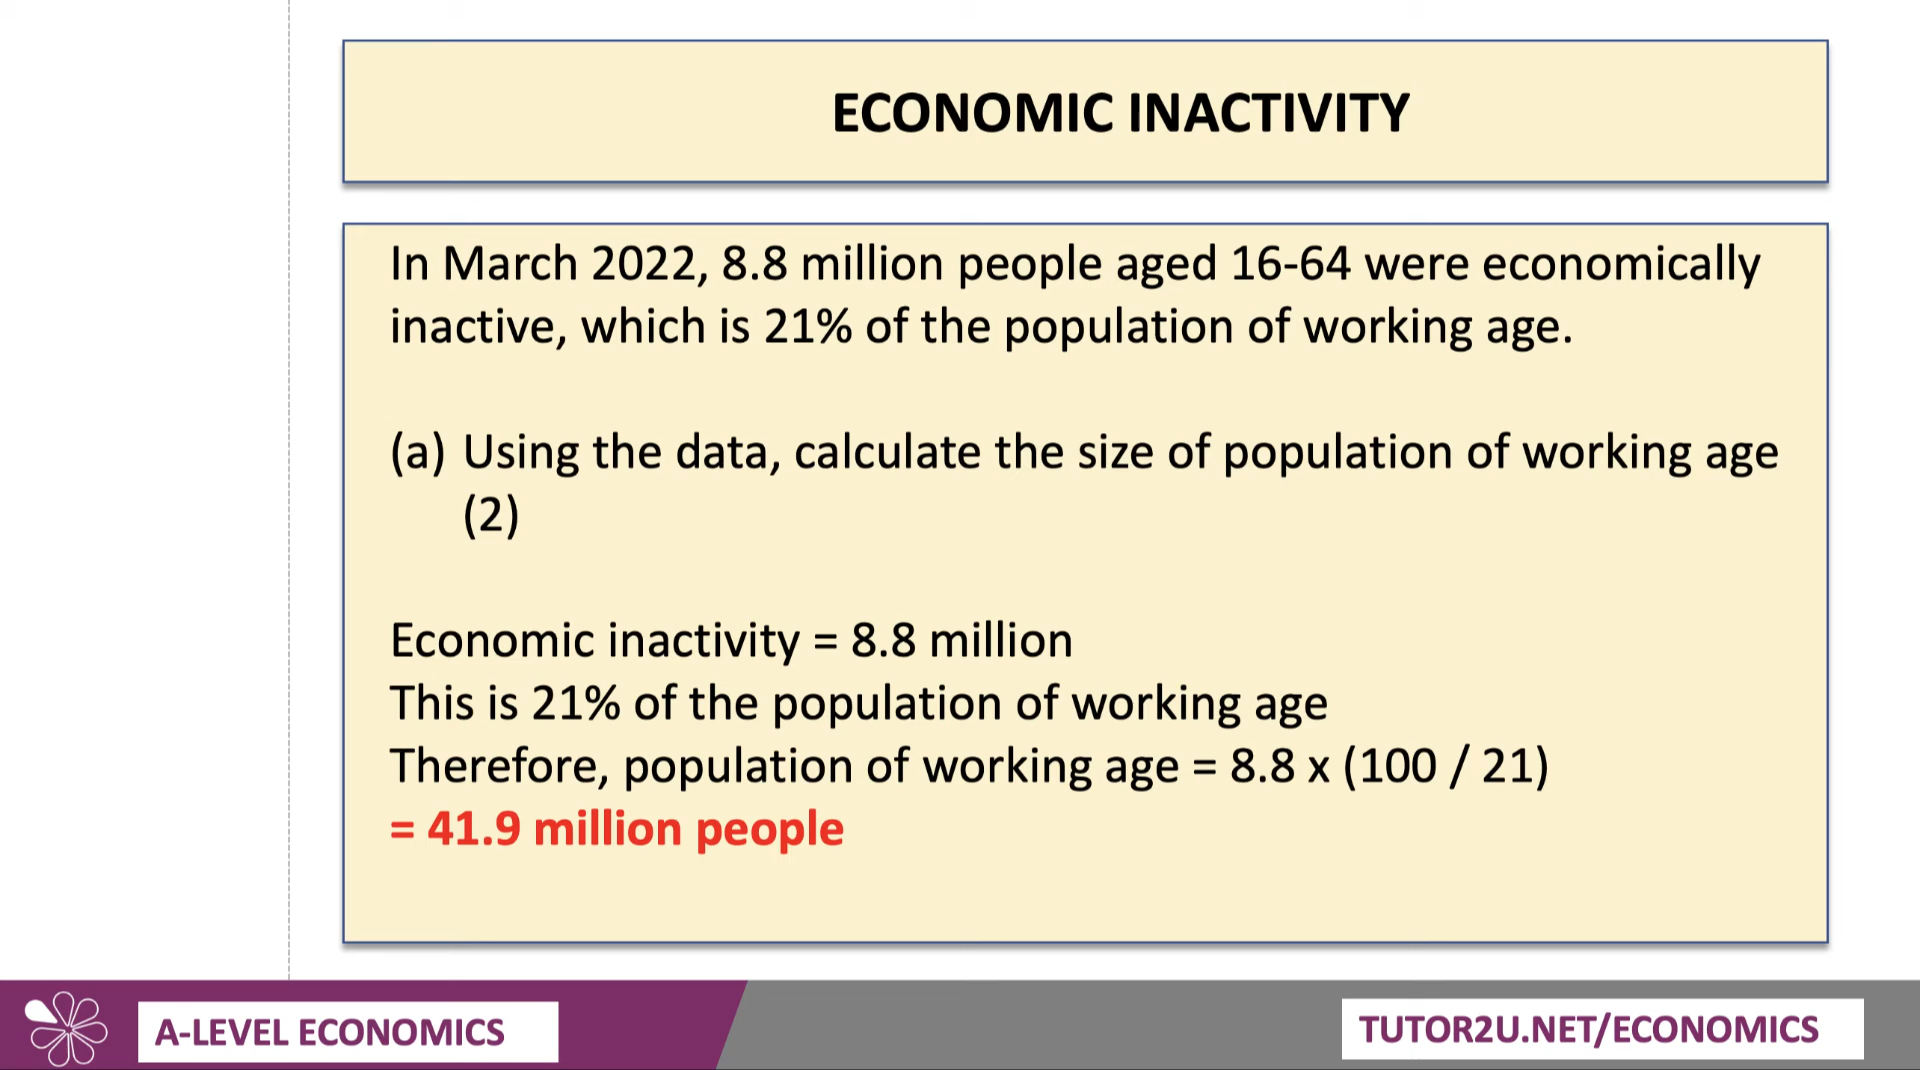 ECONOMIC INACTIVITY
In March 2022, 8.8 million people aged 16-64 were economically
inactive, which is 21% of the population of working age.
(a) Using the data, calculate the size of population of working age
(2)
Economic inactivity = 8.8 million
This is 21% of the population of working age
Therefore, population of working age = 8.8 x (100 / 21)
= 41.9 million people
A-LEVEL ECONOMICS
TUTOR2U.NET/ECONOMICS